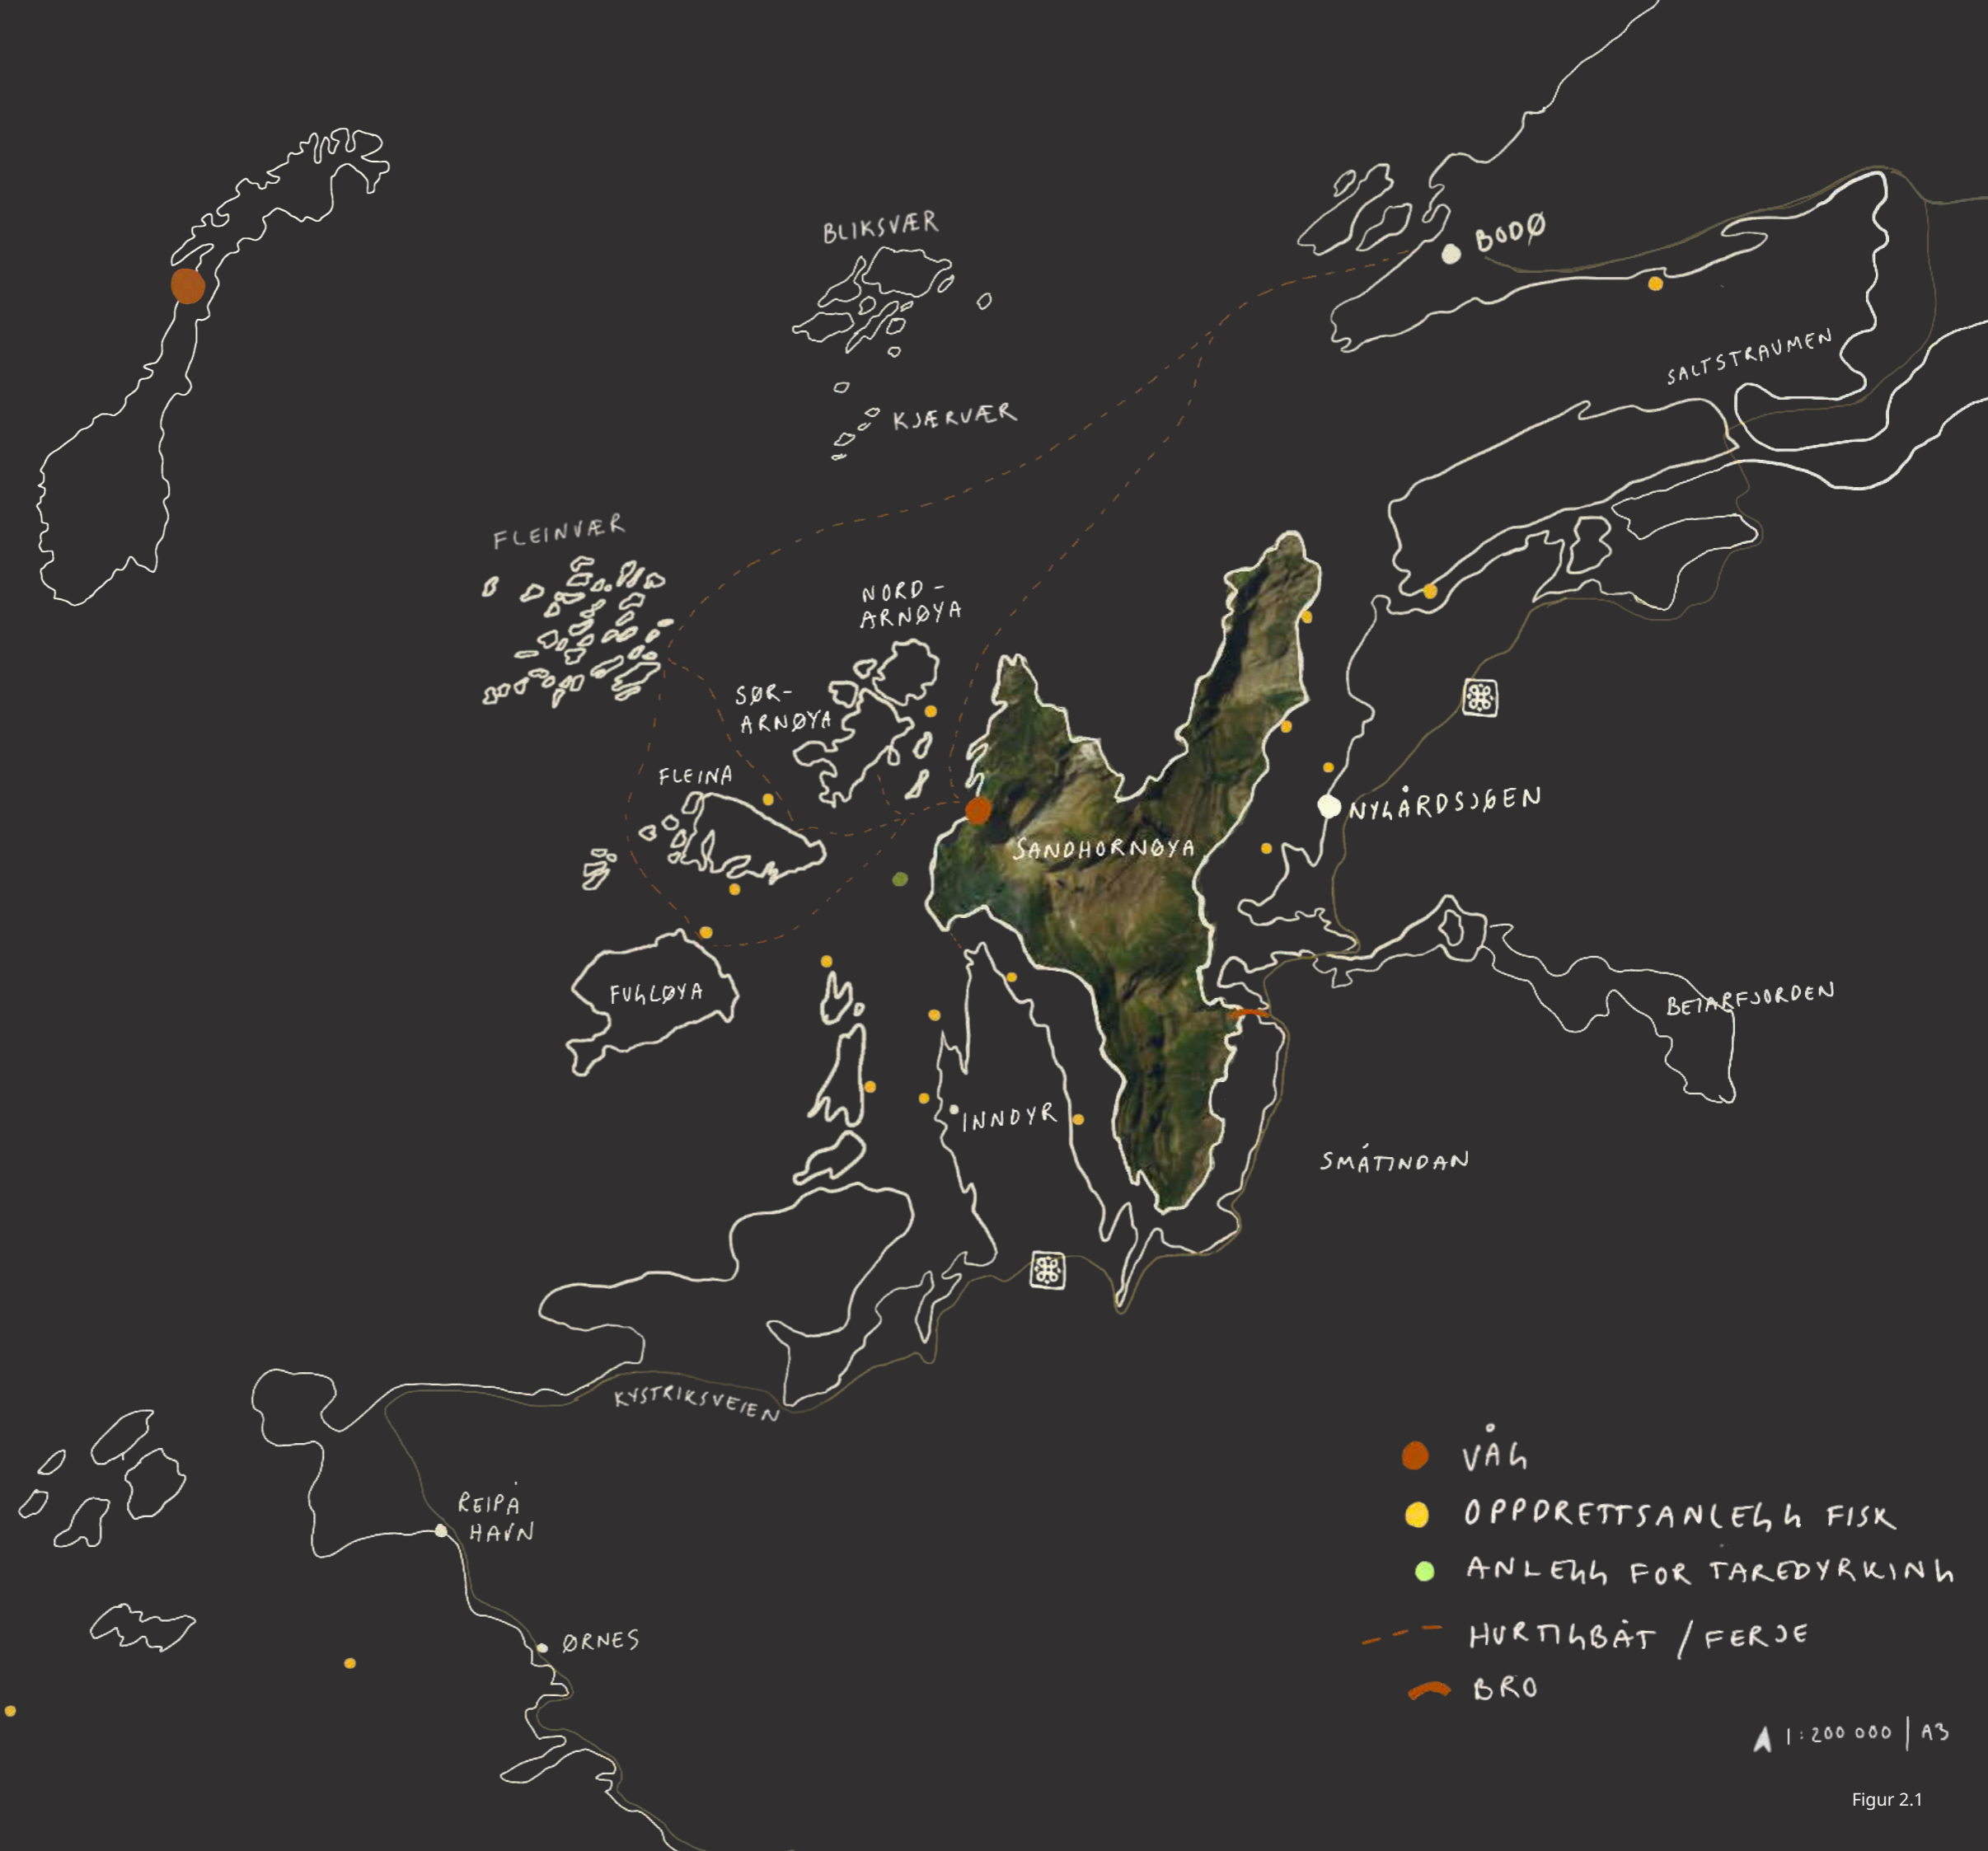 BLIKSVÆR
BODØ
SALTSTRAUMEN
KJÆRVÆR
FLEINVÆR
NORD-
ARNØYA
SØR-
ARNØYA
FLEINA
NYGÅRDSJØEN
SANDHORNØYA
FUGLØYA
BEIARFJORDEN
INNDYR
SMÅTINDAN
KYSTRIKSVEIEN
REIPÅ
HAVN
ØRNES
VÅG
OPPDRETTSANLEGG FISK
ANLEGG FOR TAREDYRKING
HURTIGBÅT / FERJE
BRO
1:200 000 | A3
Figur 2.1